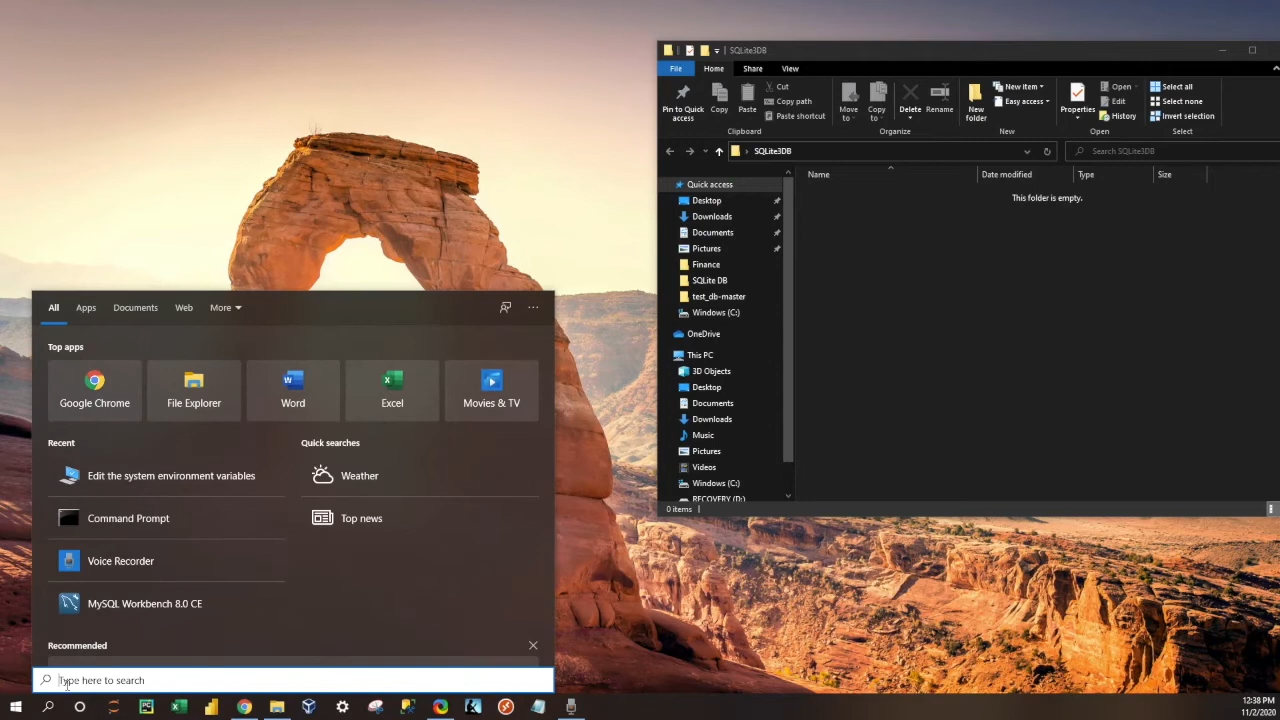 SQLite3DB
File
Home
Share
View
Pin to Quick access
Copy
Paste
Cut
Copy path
Paste shortcut
Clipboard
Move to
Copy to
Delete
Rename
Organize
New folder
New item
Easy access
New
Properties
Open
Edit
History
Open
Select all
Select none
Invert selection
Select
SQLite3DB
Search SQLite3DB
Name
Date modified
Type
Size
This folder is empty.
Quick access
Desktop
Downloads
Documents
Pictures
Finance
SQLite DB
test_db-master
Windows (C:)
OneDrive
This PC
3D Objects
Desktop
Documents
Downloads
Music
Pictures
Videos
Windows (C:)
RECOVERY (D:)
0 items
All
Apps
Documents
Web
More
Top apps
Google Chrome
File Explorer
Word
Excel
Movies & TV
Recent
Edit the system environment variables
Command Prompt
Voice Recorder
MySQL Workbench 8.0 CE
Quick searches
Weather
Top news
Recommended
Type here to search
12:38 PM
11/2/2020